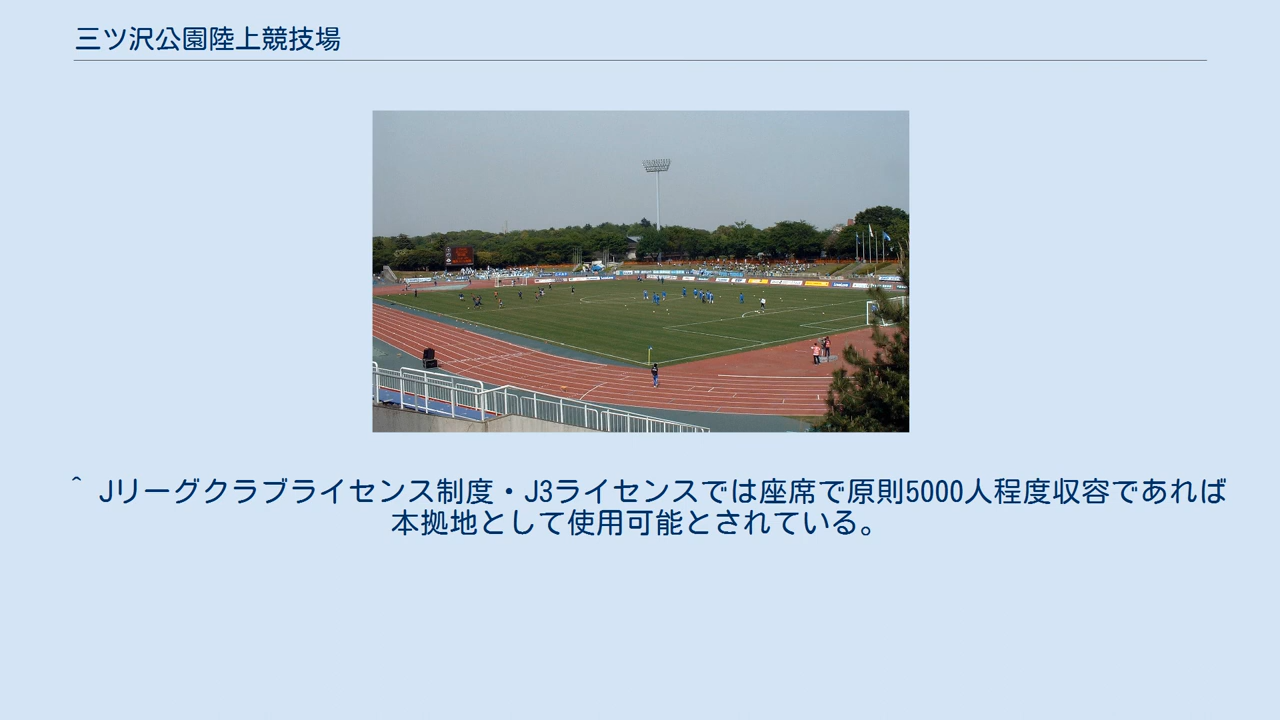 三ツ沢公園陸上競技場
^ Jリーグクラブライセンス制度・J3ライセンスでは座席で原則5000人程度収容であれば
本拠地として使用可能とされている。